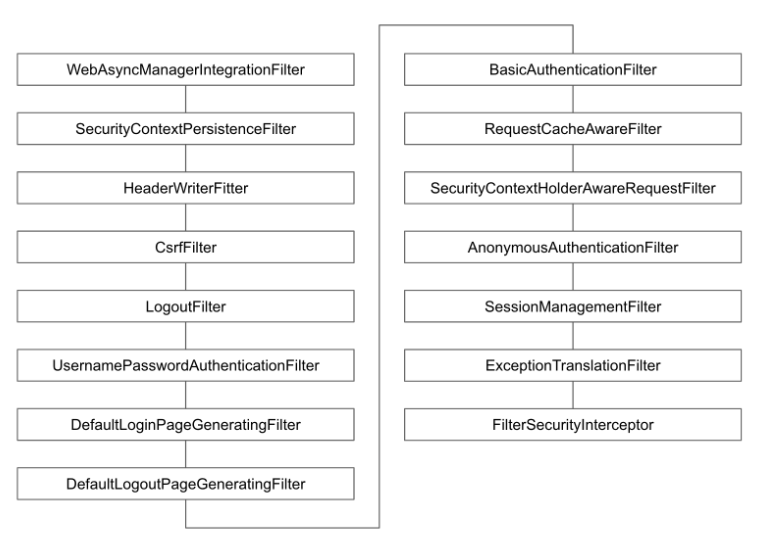 WebAsyncManagerIntegrationFilter
SecurityContextPersistenceFilter
HeaderWriterFitter
CsrfFilter
LogoutFilter
UsernamePasswordAuthenticationFilter
DefaultLoginPageGeneratingFilter
DefaultLogoutPageGeneratingFilter
BasicAuthenticationFilter
RequestCacheAwareFilter
SecurityContextHolderAwareRequestFilter
AnonymousAuthenticationFilter
SessionManagementFilter
ExceptionTranslationFilter
FilterSecurityInterceptor